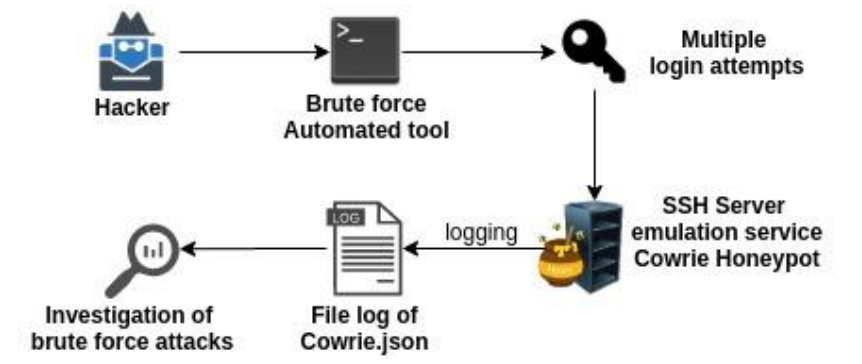 Hacker
>_
Brute force
Automated tool
Multiple
login attempts
SSH Server
emulation service
Cowrie Honeypot
logging
LOG
File log of
Cowrie.json
Investigation of
brute force attacks